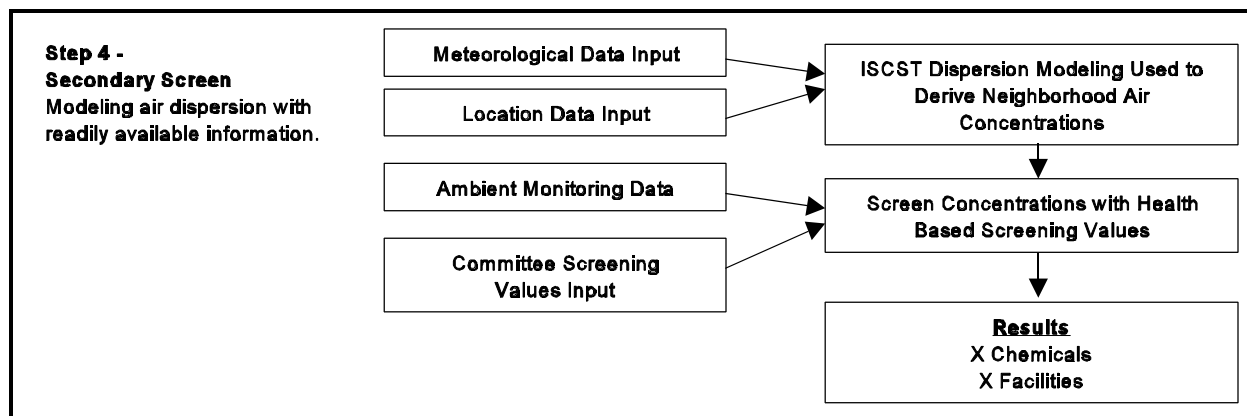 Step 4 -
Secondary Screen
Modeling air dispersion with
readily available information.
Meteorological Data Input
Location Data Input
Ambient Monitoring Data
Committee Screening
Values Input
ISCST Dispersion Modeling Used to
Derive Neighborhood Air
Concentrations
Screen Concentrations with Health
Based Screening Values
Results
X Chemicals
X Facilities